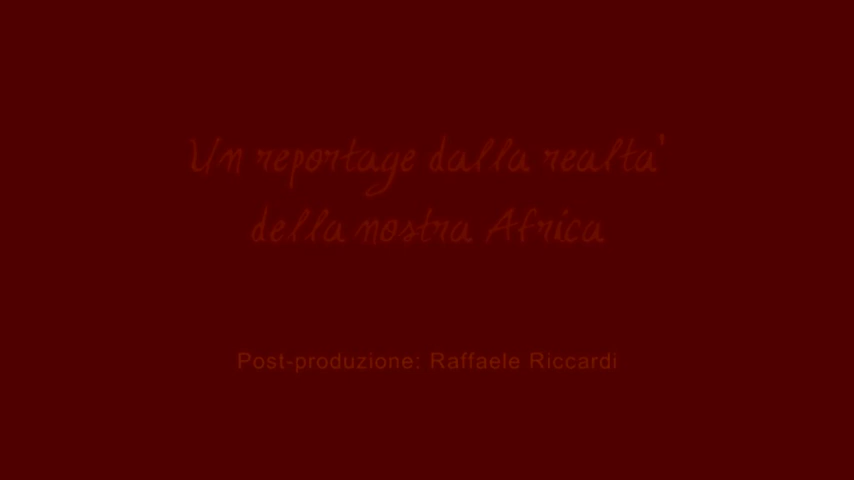 Un reportage dalla realta'
della nostra Africa
Post-produzione: Raffaele Riccardi